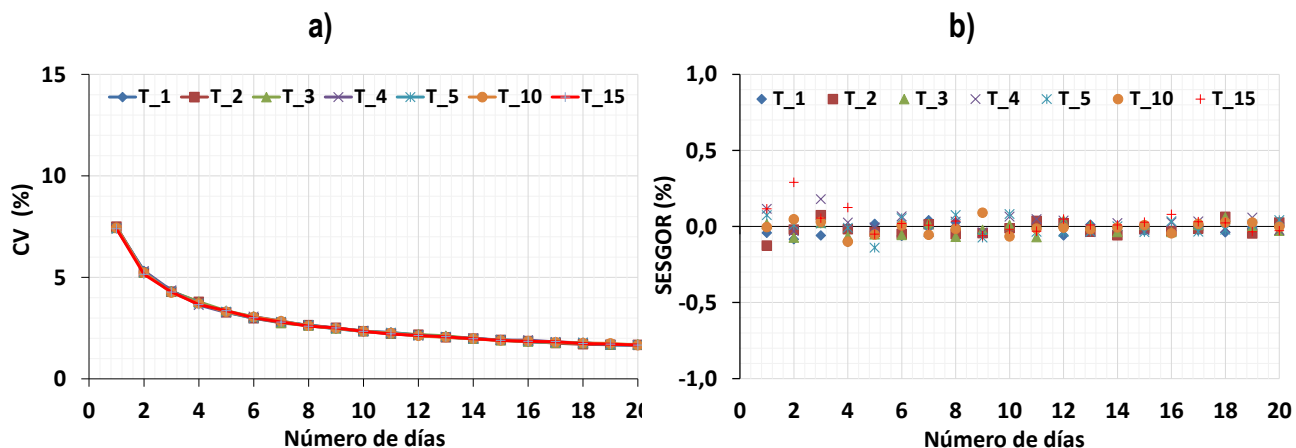 a)
15
10
5
0
CV (%)
T_1 T_2 T_3 T_4 T_5 T_10 T_15
0 2 4 6 8 10 12 14 16 18 20
Número de días
b)
1,0
0,5
0,0
-0,5
-1,0
SESGOR (%)
T_1 T_2 T_3 T_4 T_5 T_10 T_15
0 2 4 6 8 10 12 14 16 18 20
Número de días